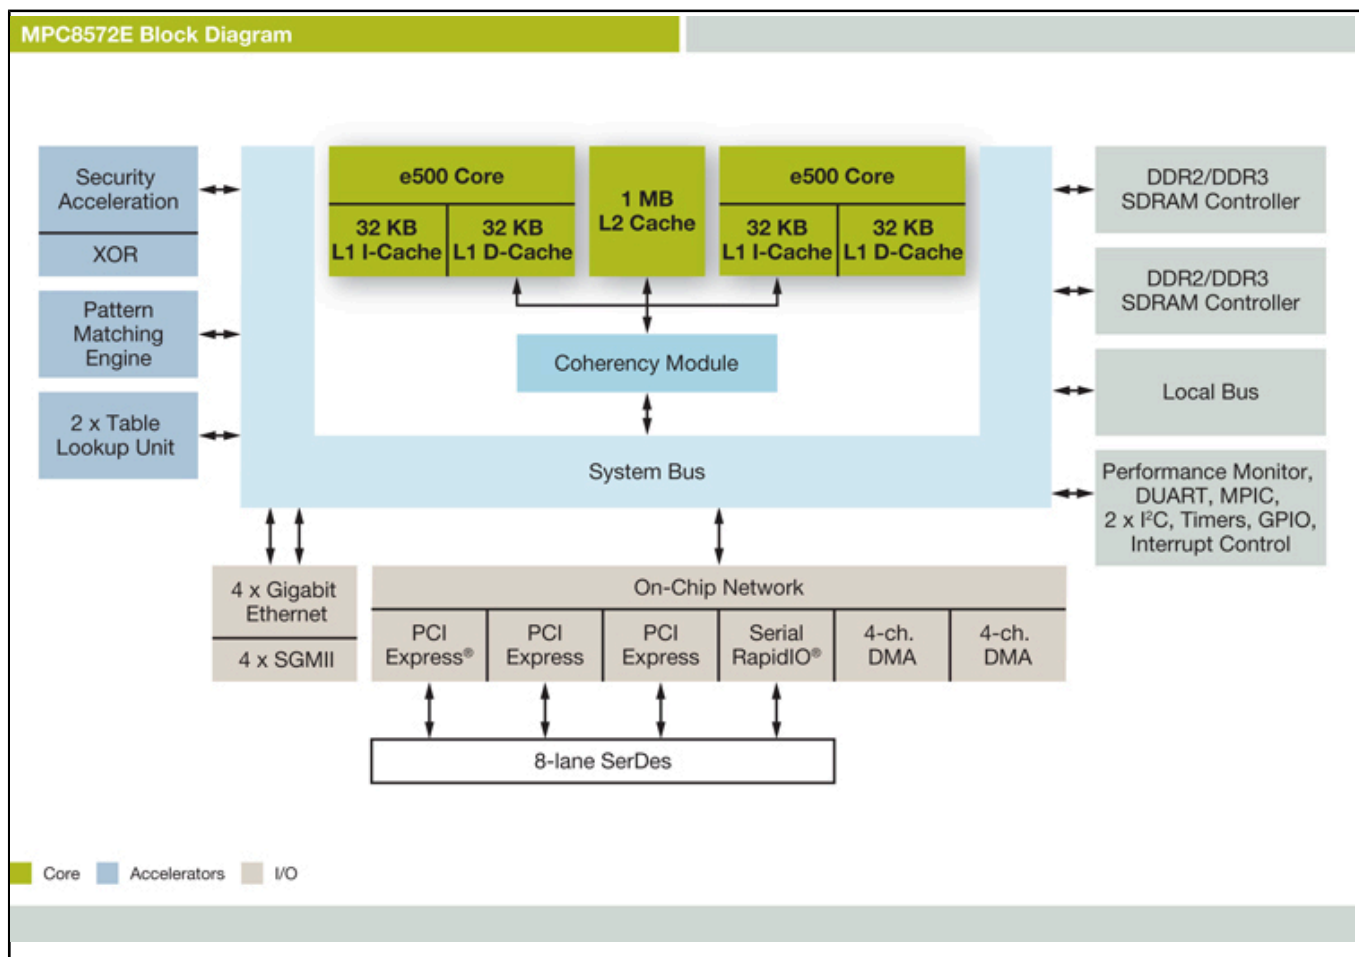 MPC8572E Block Diagram
Security
Acceleration
XOR
Pattern
Matching
Engine
2 x Table
Lookup Unit
e500 Core
32 KB
L1 I-Cache
32 KB
L1 D-Cache
1 MB
L2 Cache
e500 Core
32 KB
L1 I-Cache
32 KB
L1 D-Cache
Coherency Module
System Bus
DDR2/DDR3
SDRAM Controller
DDR2/DDR3
SDRAM Controller
Local Bus
Performance Monitor,
DUART, MPIC,
2 x I²C, Timers, GPIO,
Interrupt Control
4 x Gigabit
Ethernet
4 x SGMII
On-Chip Network
PCI
Express®
PCI
Express
PCI
Express
Serial
RapidIO®
4-ch.
DMA
4-ch.
DMA
8-lane SerDes
Core
Accelerators
I/O